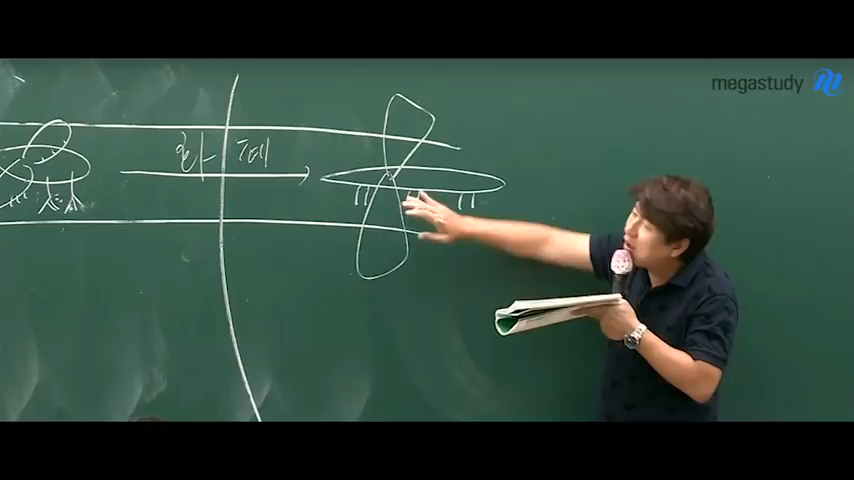 megastudy
확 대